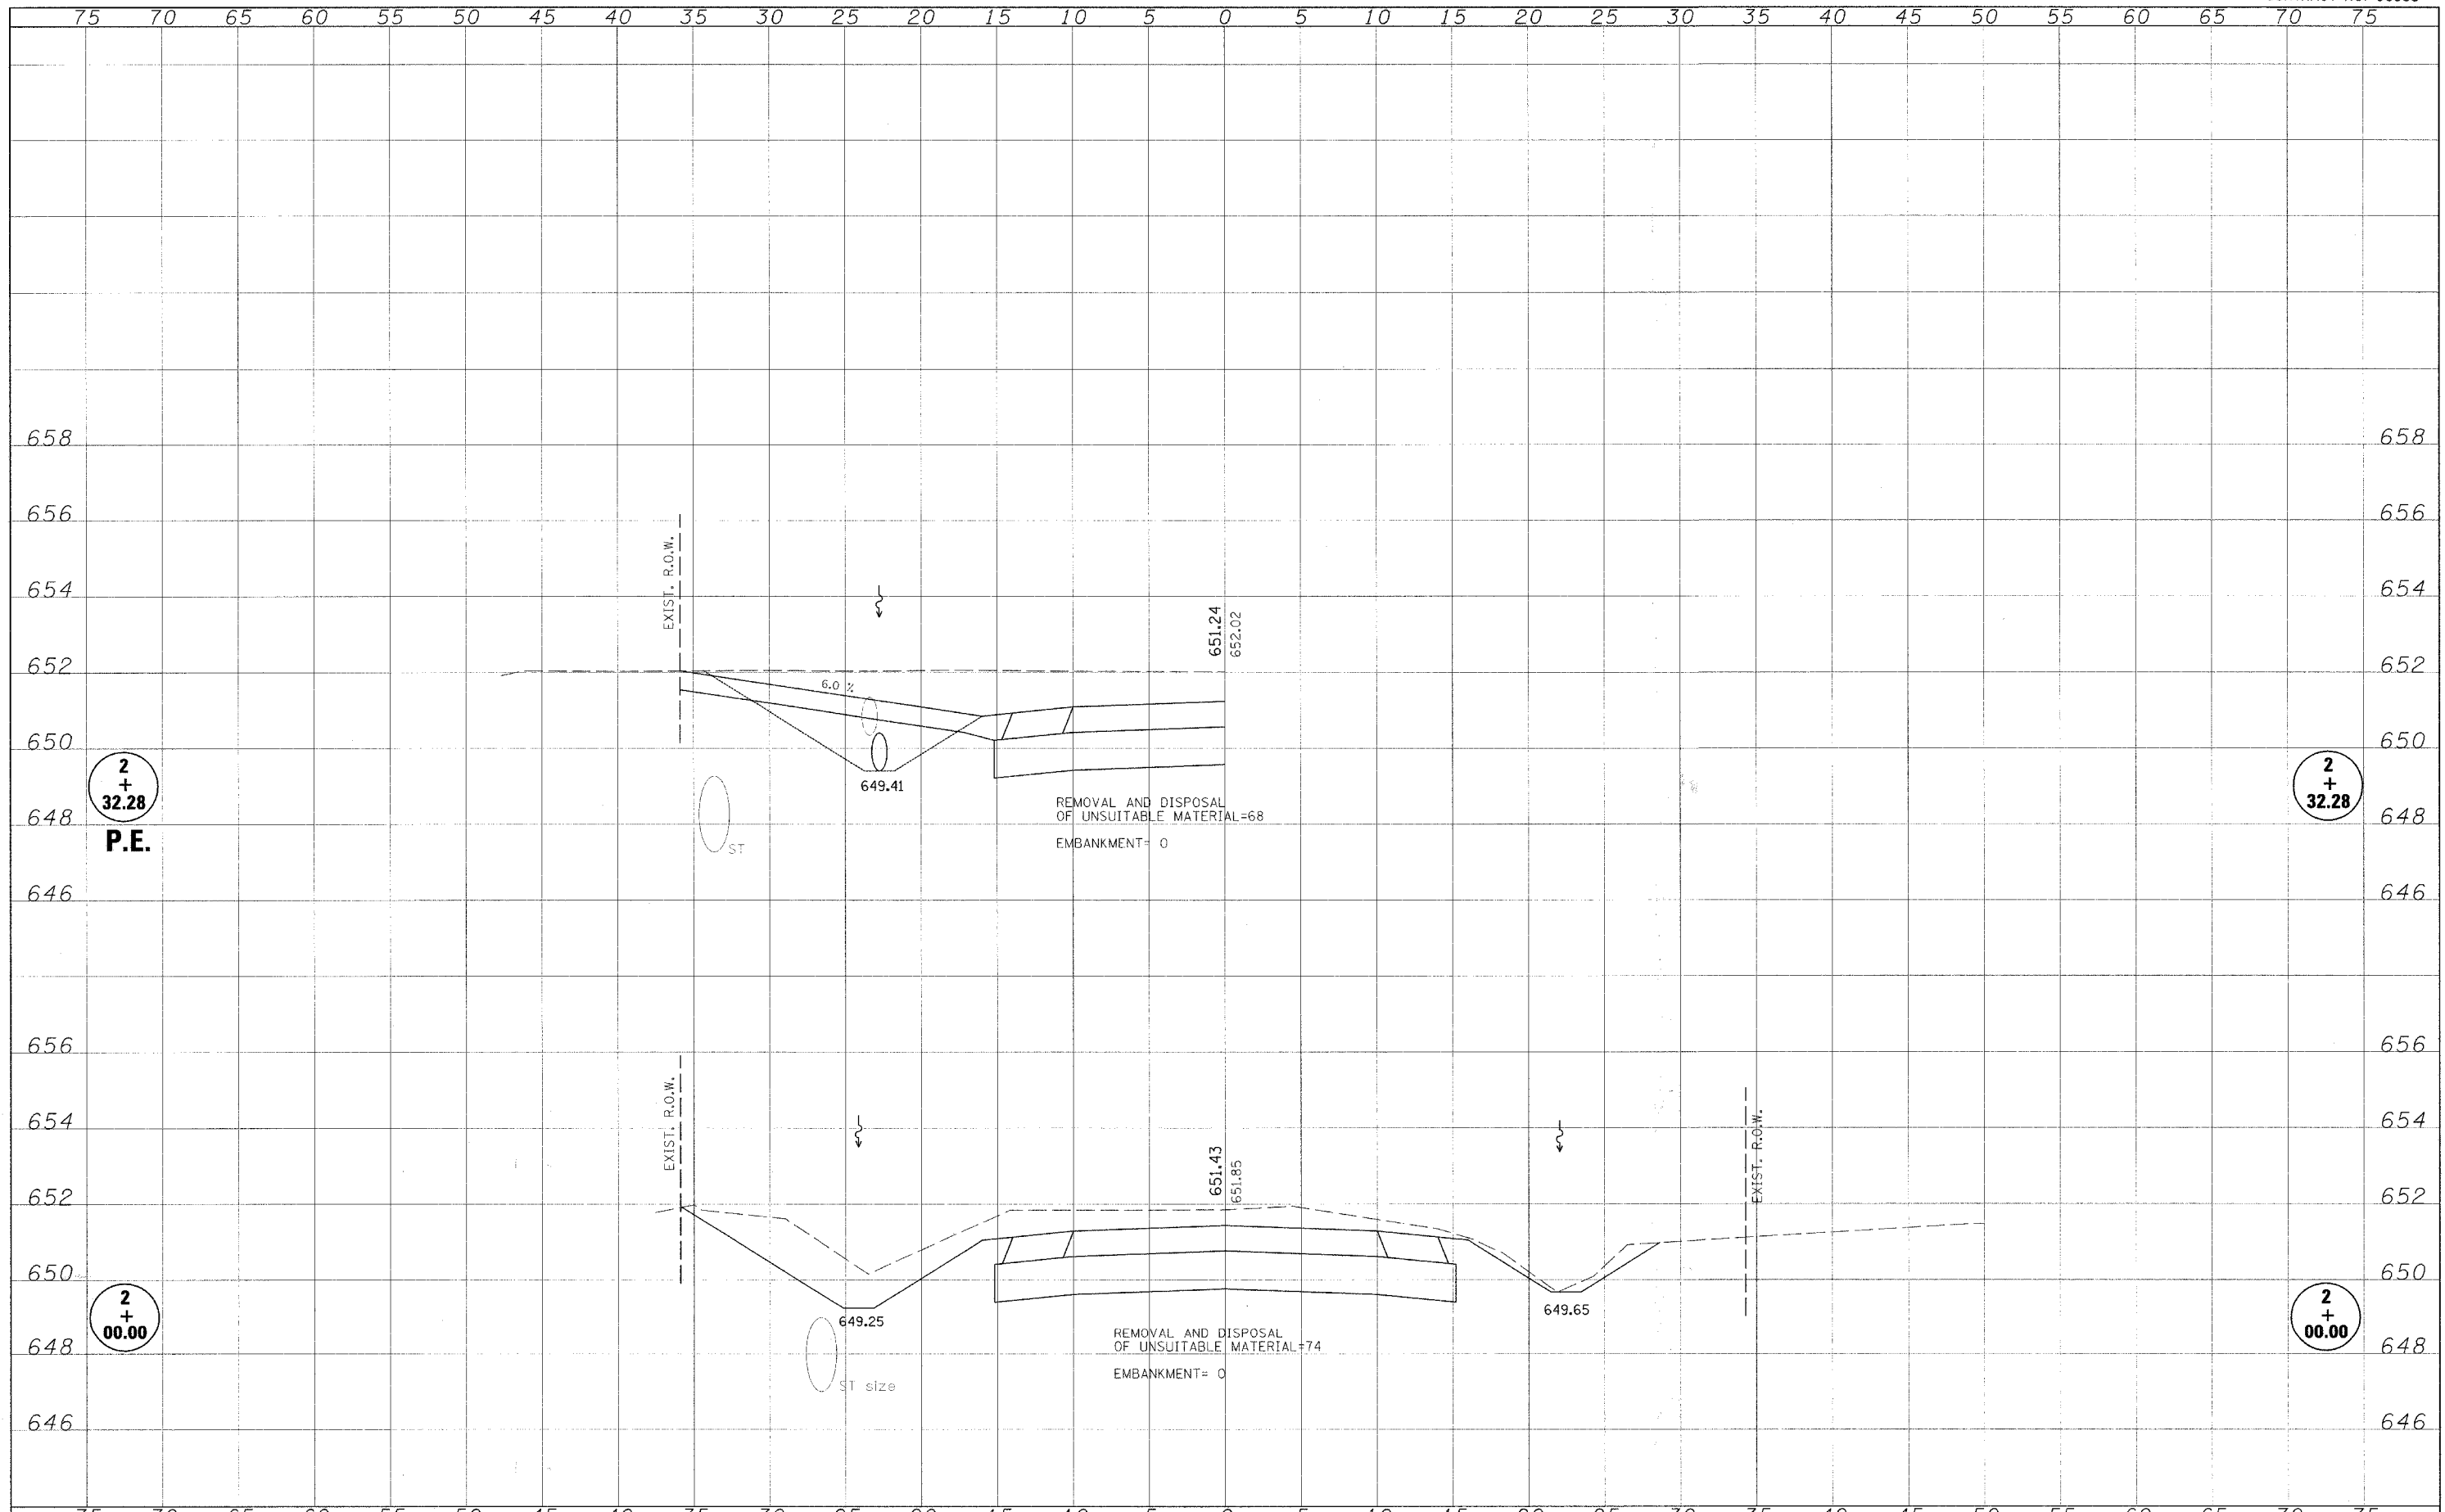 75 70 65 60 55 50 45 40 35 30 25 20 15 10 5 0 5 10 15 20 25 30 35 40 45 50 55 60 65 70 75
658 658
656 656
EXIST. R.O.W.
654 654
651.24
652.02
652 652
6.0 %
650 650
2
+
32.28
P.E.
649.41
2
+
32.28
REMOVAL AND DISPOSAL
OF UNSUITABLE MATERIAL=68
EMBANKMENT= 0
648 648
ST
646 646
656 656
EXIST. R.O.W.
654 654
EXIST. R.O.W.
651.43
651.85
652 652
650 650
2
+
00.00
649.25
649.65
2
+
00.00
REMOVAL AND DISPOSAL
OF UNSUITABLE MATERIAL=74
EMBANKMENT= 0
648 648
ST size
646 646